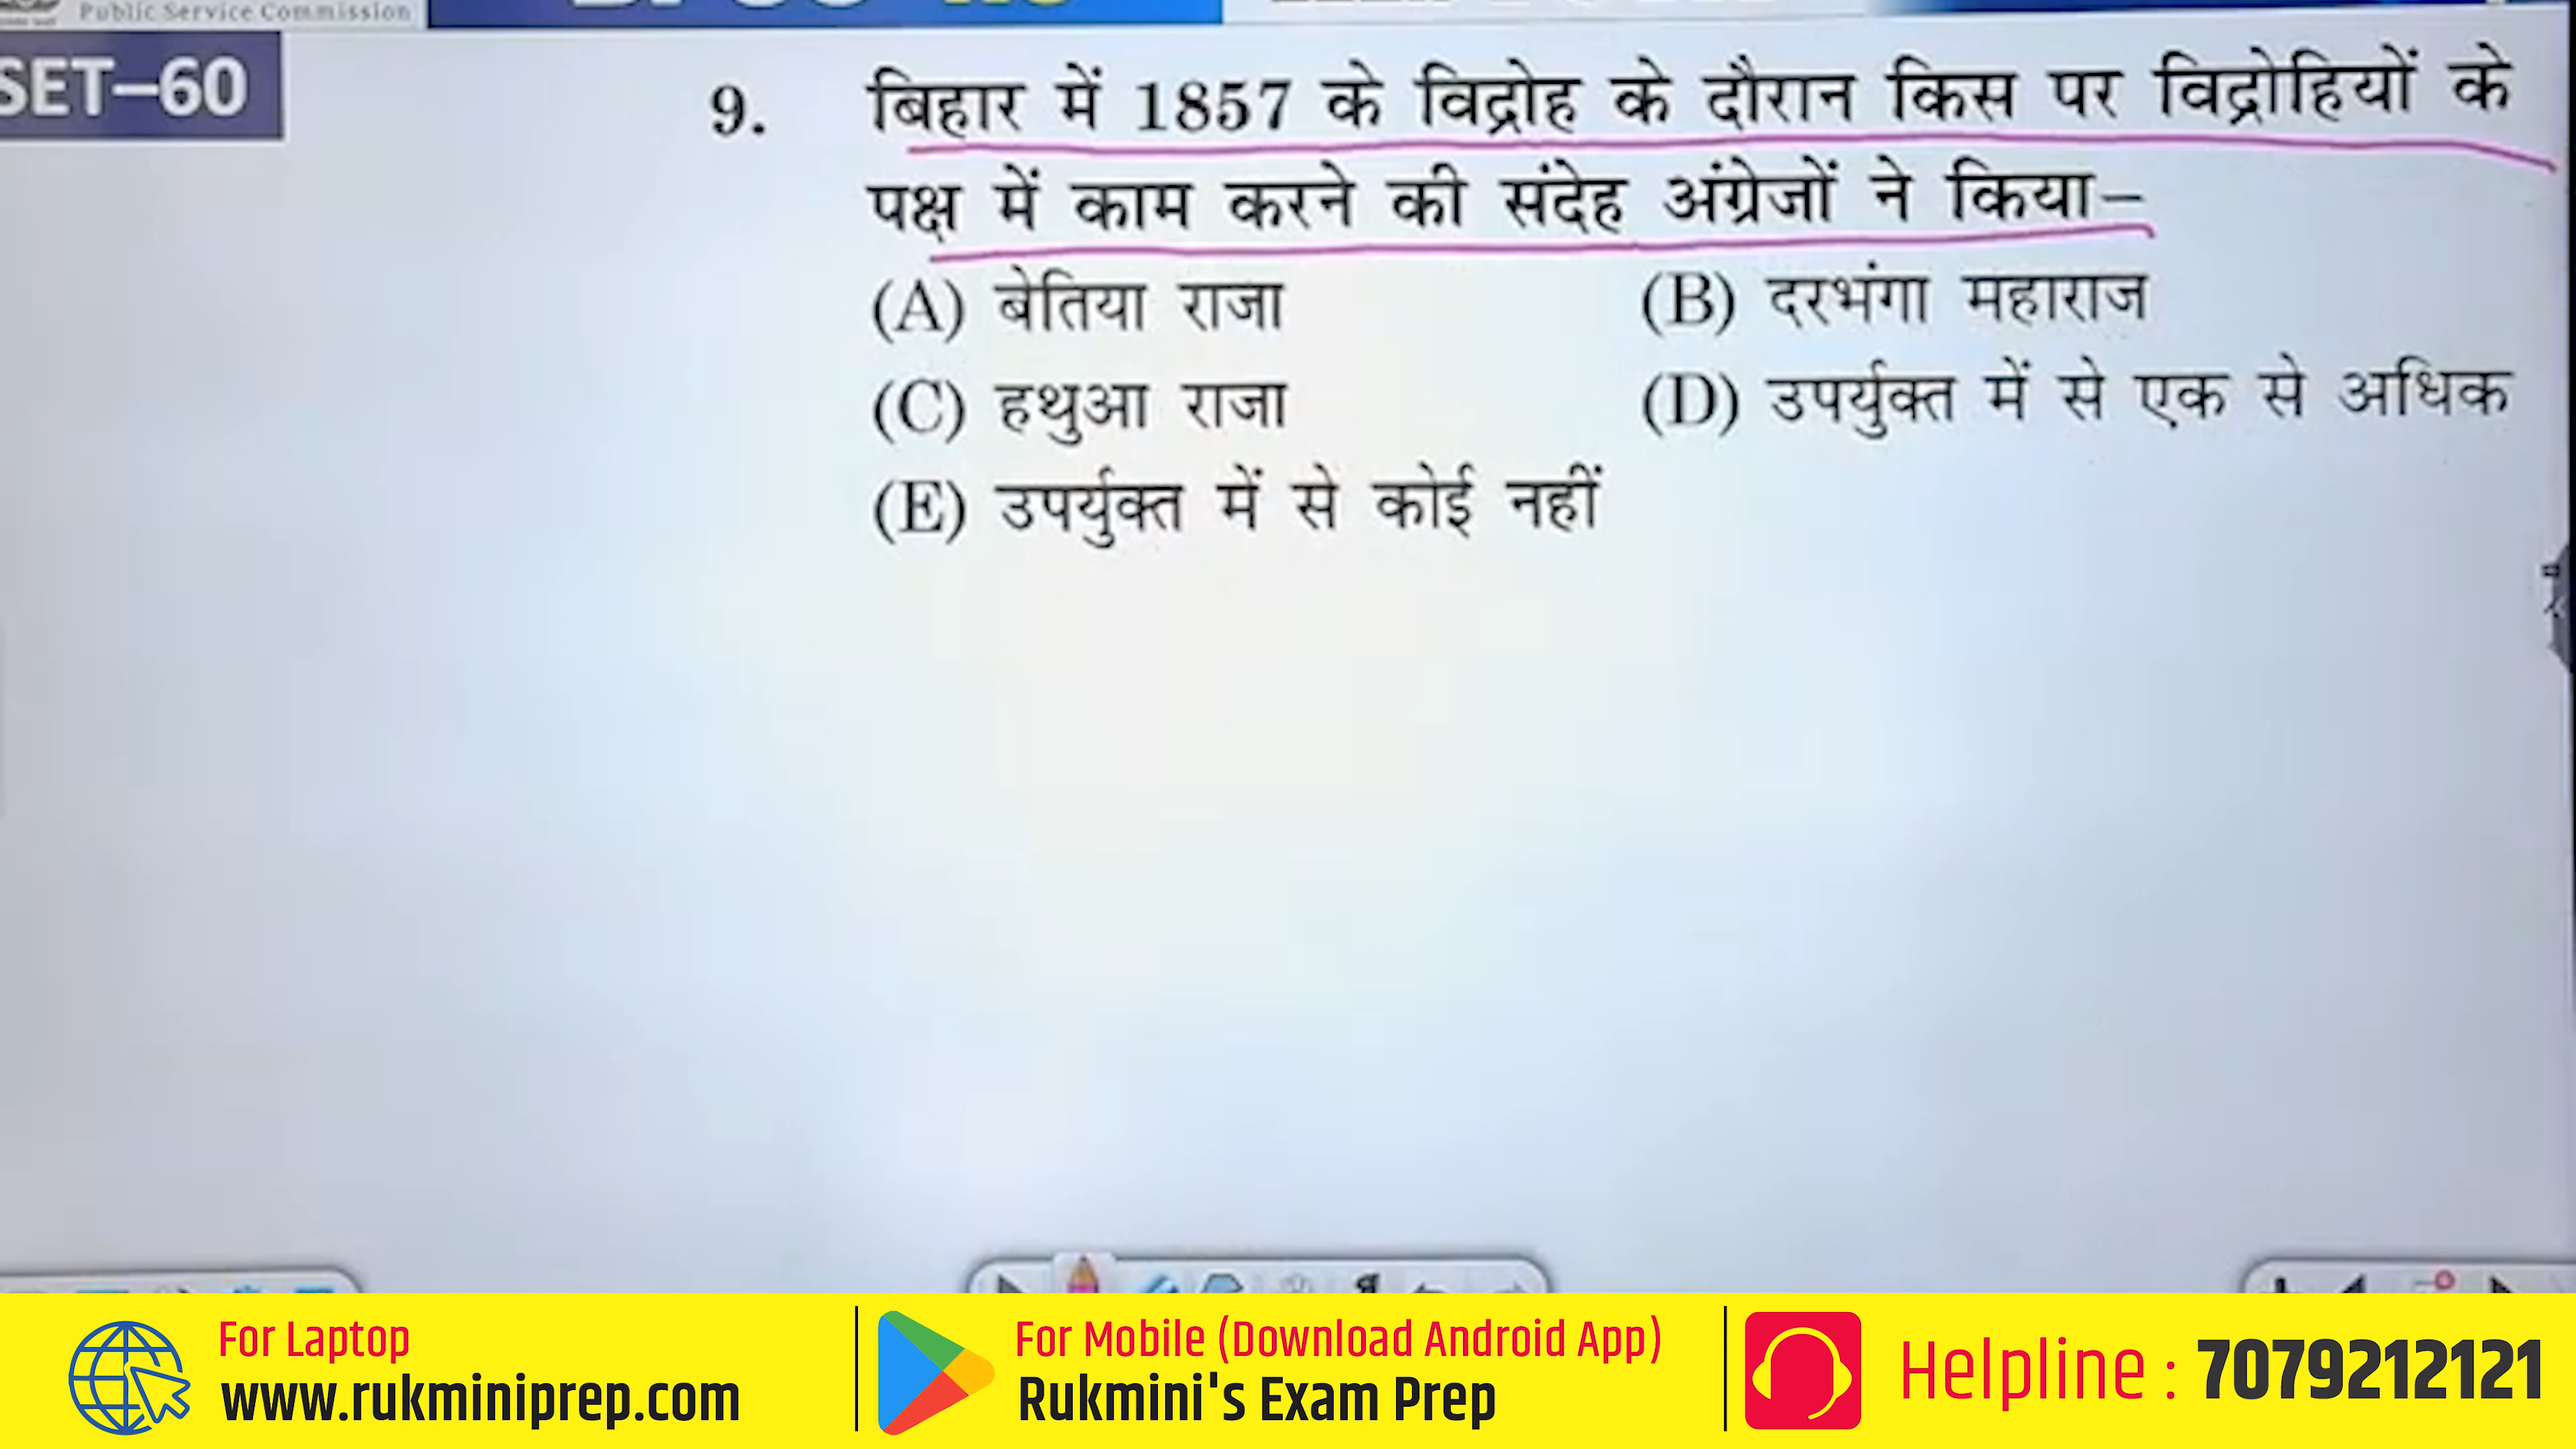 Public Service Commission
SET–60
9. बिहार में 1857 के विद्रोह के दौरान किस पर विद्रोहियों के
पक्ष में काम करने की संदेह अंग्रेजों ने किया–
(A) बेतिया राजा (B) दरभंगा महाराज
(C) हथुआ राजा (D) उपर्युक्त में से एक से अधिक
(E) उपर्युक्त में से कोई नहीं
For Laptop
www.rukminiprep.com
For Mobile (Download Android App)
Rukmini's Exam Prep
Helpline : 7079212121